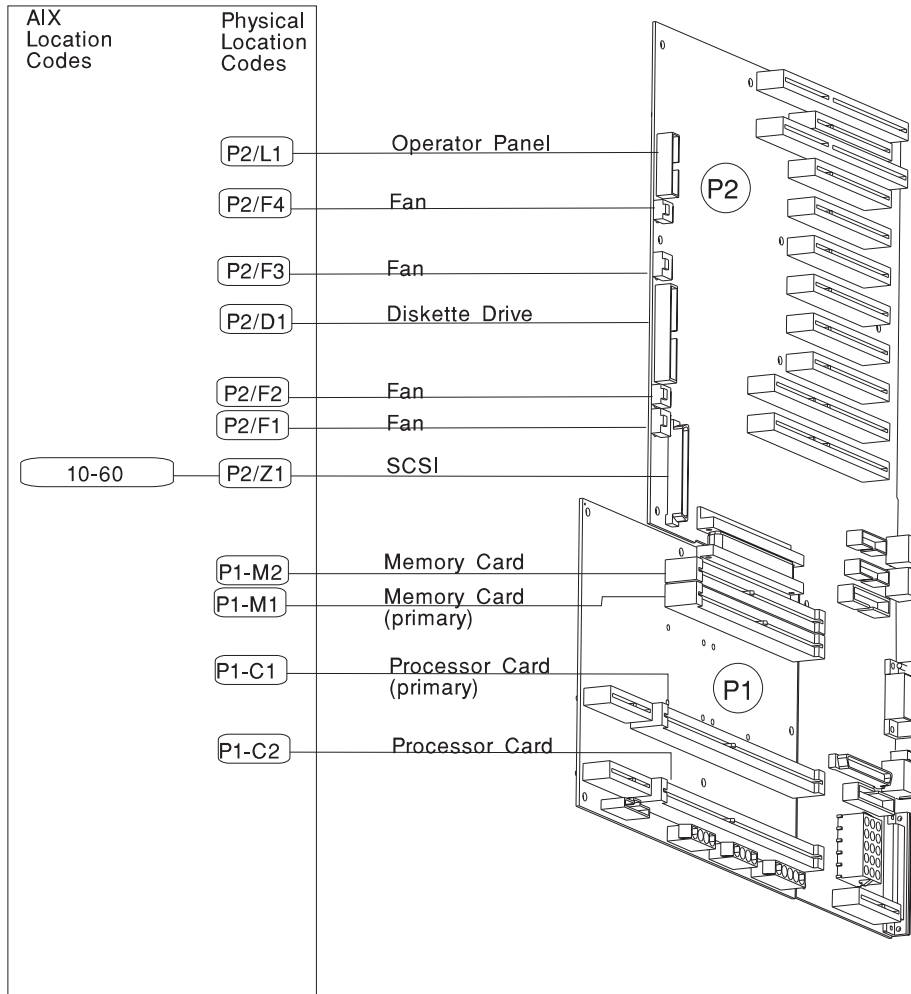 AIX
Location
Codes
Physical
Location
Codes
P2/L1 Operator Panel
P2/F4 Fan
P2/F3 Fan
P2/D1 Diskette Drive
P2/F2 Fan
P2/F1 Fan
10-60 P2/Z1 SCSI
P1-M2 Memory Card
P1-M1 Memory Card
(primary)
P1-C1 Processor Card
(primary)
P1-C2 Processor Card
P2
P1